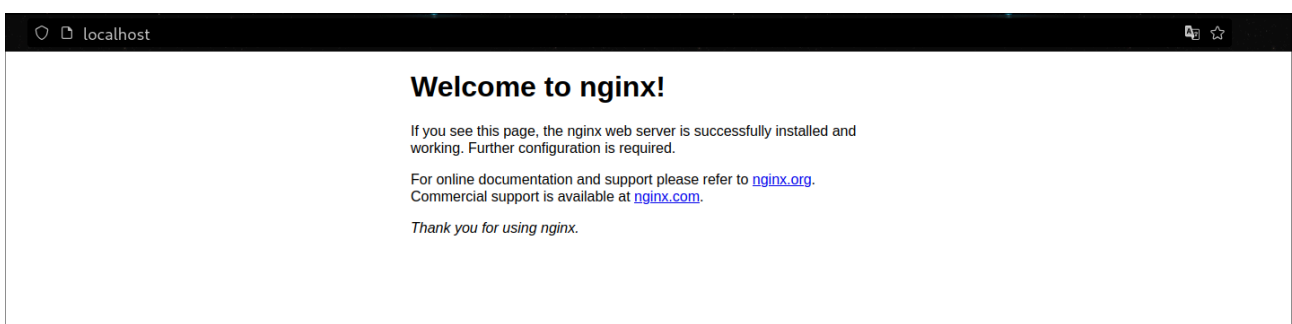 localhost
Welcome to nginx!
If you see this page, the nginx web server is successfully installed and
working. Further configuration is required.
For online documentation and support please refer to nginx.org.
Commercial support is available at nginx.com.
Thank you for using nginx.